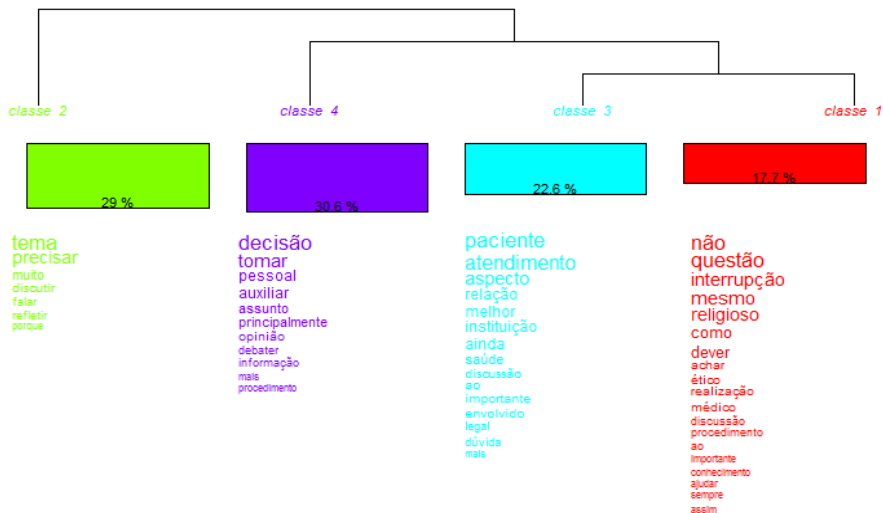 classe 2
classe 4
classe 3
classe 1
29 %
30.6 %
22.6 %
17.7 %
tema
precisar
muito
discutir
falar
refletir
porque
decisão
tomar
pessoal
auxiliar
assunto
principalmente
opinião
debater
informação
mais
procedimento
paciente
atendimento
aspecto
relação
melhor
instituição
ainda
saúde
discussão
ao
importante
envolvido
legal
dúvida
mais
não
questão
interrupção
mesmo
religioso
como
dever
achar
ético
realização
médico
discussão
procedimento
ao
importante
conhecimento
ajudar
sempre
assim